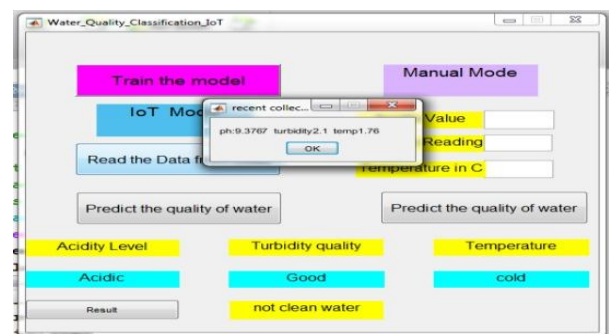 Water_Quality_Classification_IoT
Train the model
Manual Mode
IoT Mo
recent collec...
ph:9.3767 turbidity2.1 temp1.76
OK
Value
Reading
Read the Data f
Temperature in C
Predict the quality of water
Predict the quality of water
Acidity Level
Turbidity quality
Temperature
Acidic
Good
cold
Result
not clean water